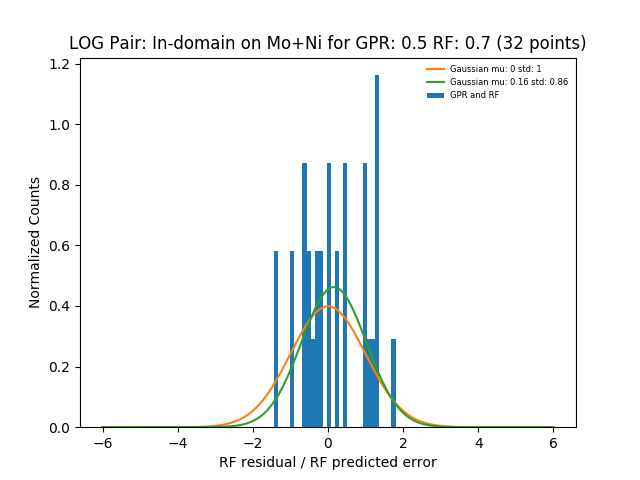 LOG Pair: In-domain on Mo+Ni for GPR: 0.5 RF: 0.7 (32 points)
Gaussian mu: 0 std: 1
Gaussian mu: 0.16 std: 0.86
GPR and RF
Normalized Counts
1.2
1.0
0.8
0.6
0.4
0.2
0.0
−6 −4 −2 0 2 4 6
RF residual / RF predicted error